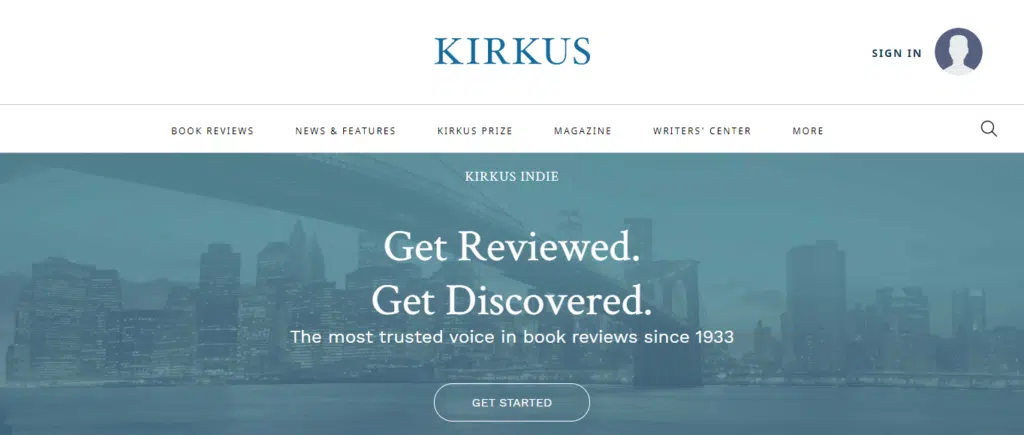 KIRKUS
SIGN IN
BOOK REVIEWS NEWS & FEATURES KIRKUS PRIZE MAGAZINE WRITERS' CENTER MORE
KIRKUS INDIE
Get Reviewed.
Get Discovered.
The most trusted voice in book reviews since 1933
GET STARTED